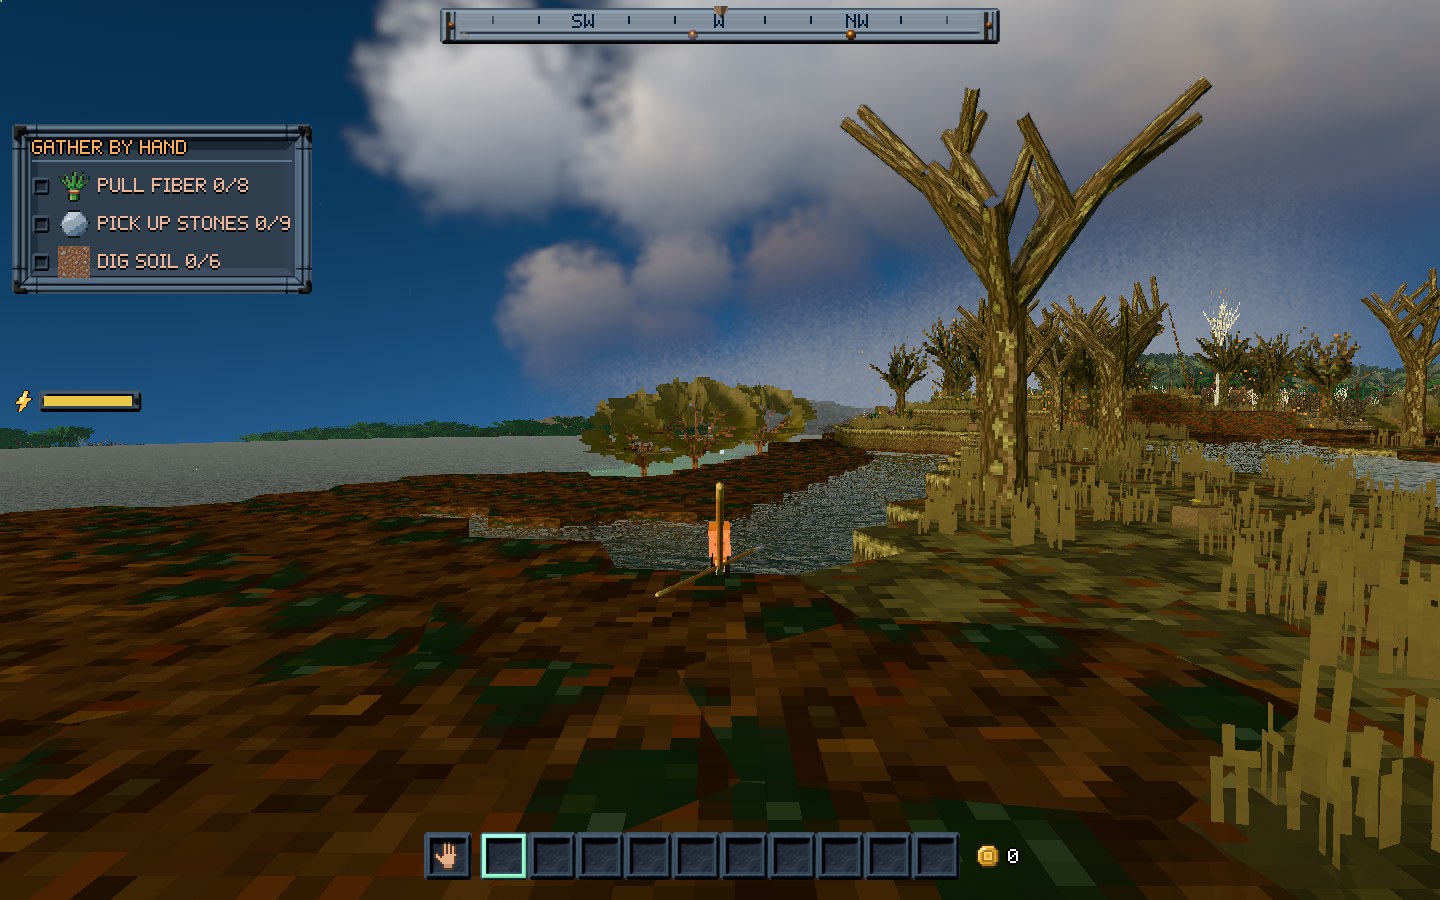 SW W NW
GATHER BY HAND
PULL FIBER 0/8
PICK UP STONES 0/9
DIG SOIL 0/6
0